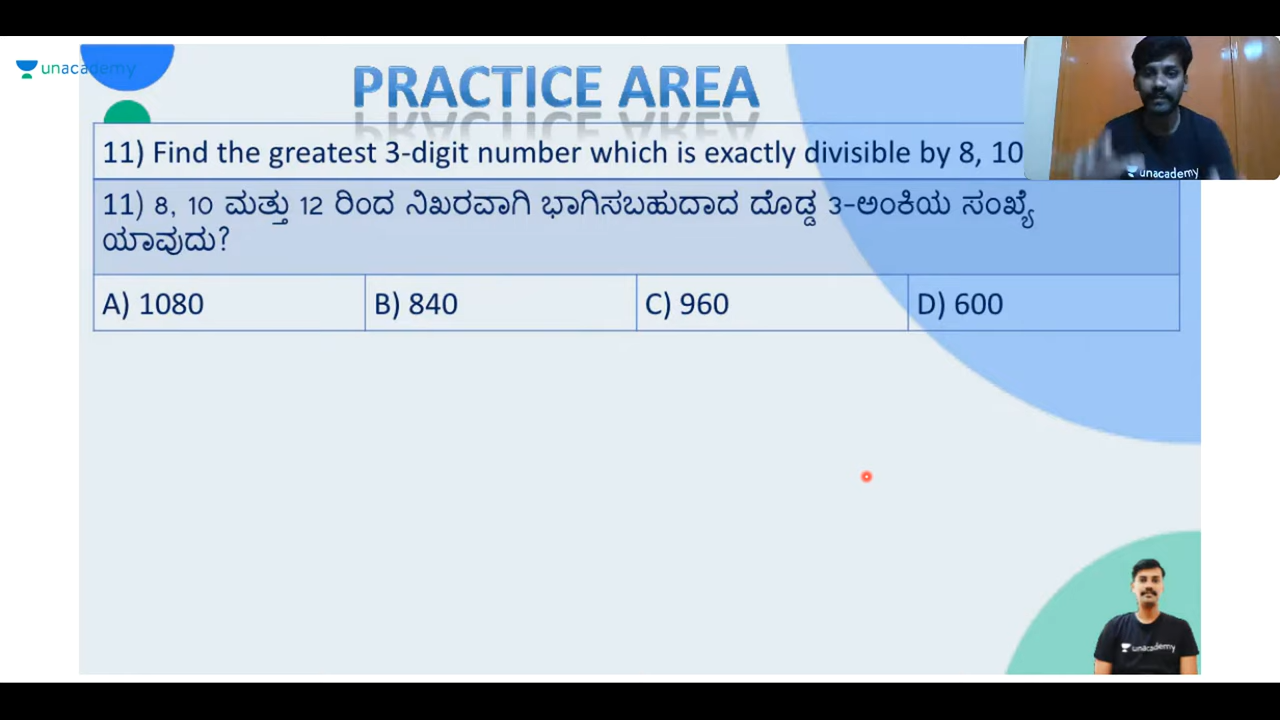 unacademy
PRACTICE AREA
11) Find the greatest 3-digit number which is exactly divisible by 8, 10
11) 8, 10 ಮತ್ತು 12 ರಿಂದ ನಿಖರವಾಗಿ ಭಾಗಿಸಬಹುದಾದ ದೊಡ್ಡ 3-ಅಂಕಿಯ ಸಂಖ್ಯೆ
ಯಾವುದು?
A) 1080 B) 840 C) 960 D) 600
unacademy
unacademy